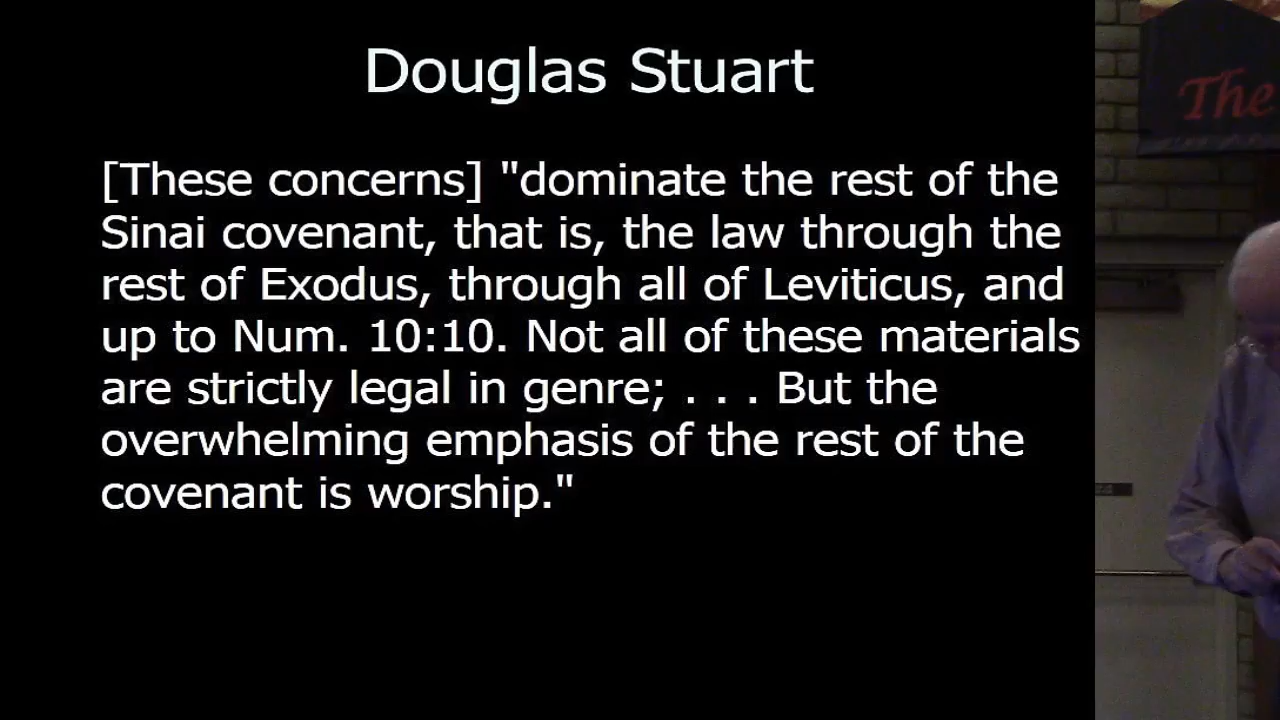 Douglas Stuart
[These concerns] "dominate the rest of the
Sinai covenant, that is, the law through the
rest of Exodus, through all of Leviticus, and
up to Num. 10:10. Not all of these materials
are strictly legal in genre; . . . But the
overwhelming emphasis of the rest of the
covenant is worship."
The